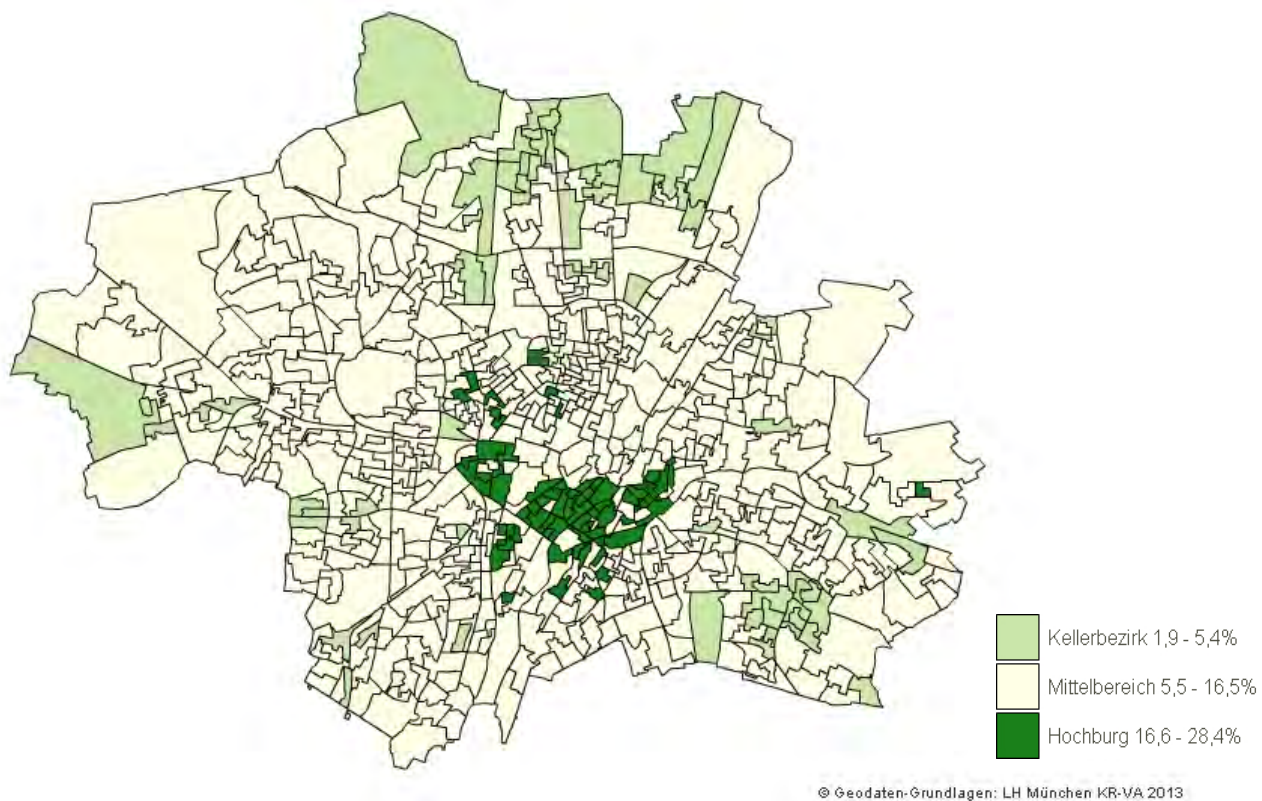 Kellerbezirk 1,9 - 5,4%
Mittelbereich 5,5 - 16,5%
Hochburg 16,6 - 28,4%
© Geodaten-Grundlagen: LH München KR-VA 2013